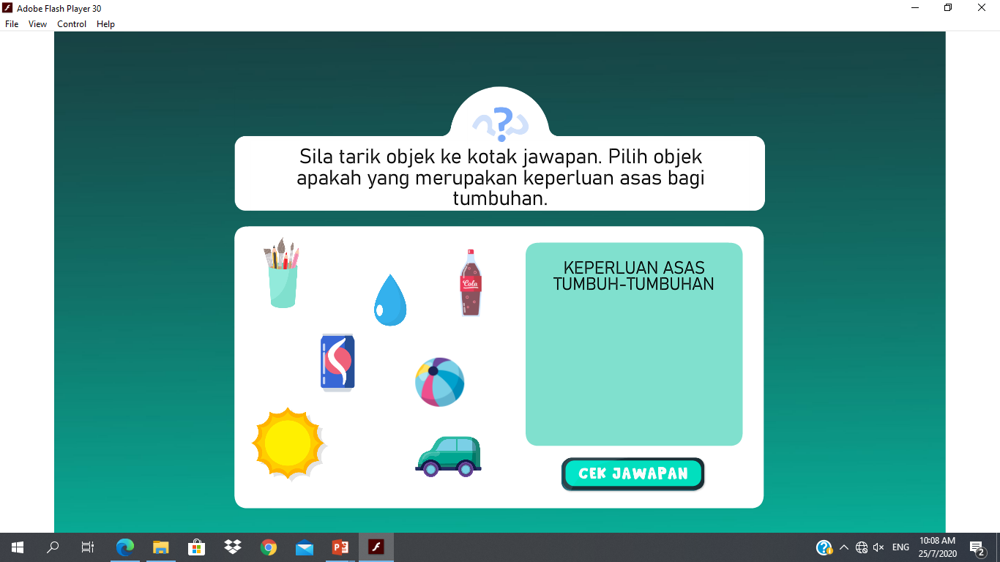 Adobe Flash Player 30
File View Control Help
?
Sila tarik objek ke kotak jawapan. Pilih objek
apakah yang merupakan keperluan asas bagi
tumbuhan.
Cola
KEPERLUAN ASAS
TUMBUH-TUMBUHAN
CEK JAWAPAN
ENG
10:08 AM
25/7/2020
2